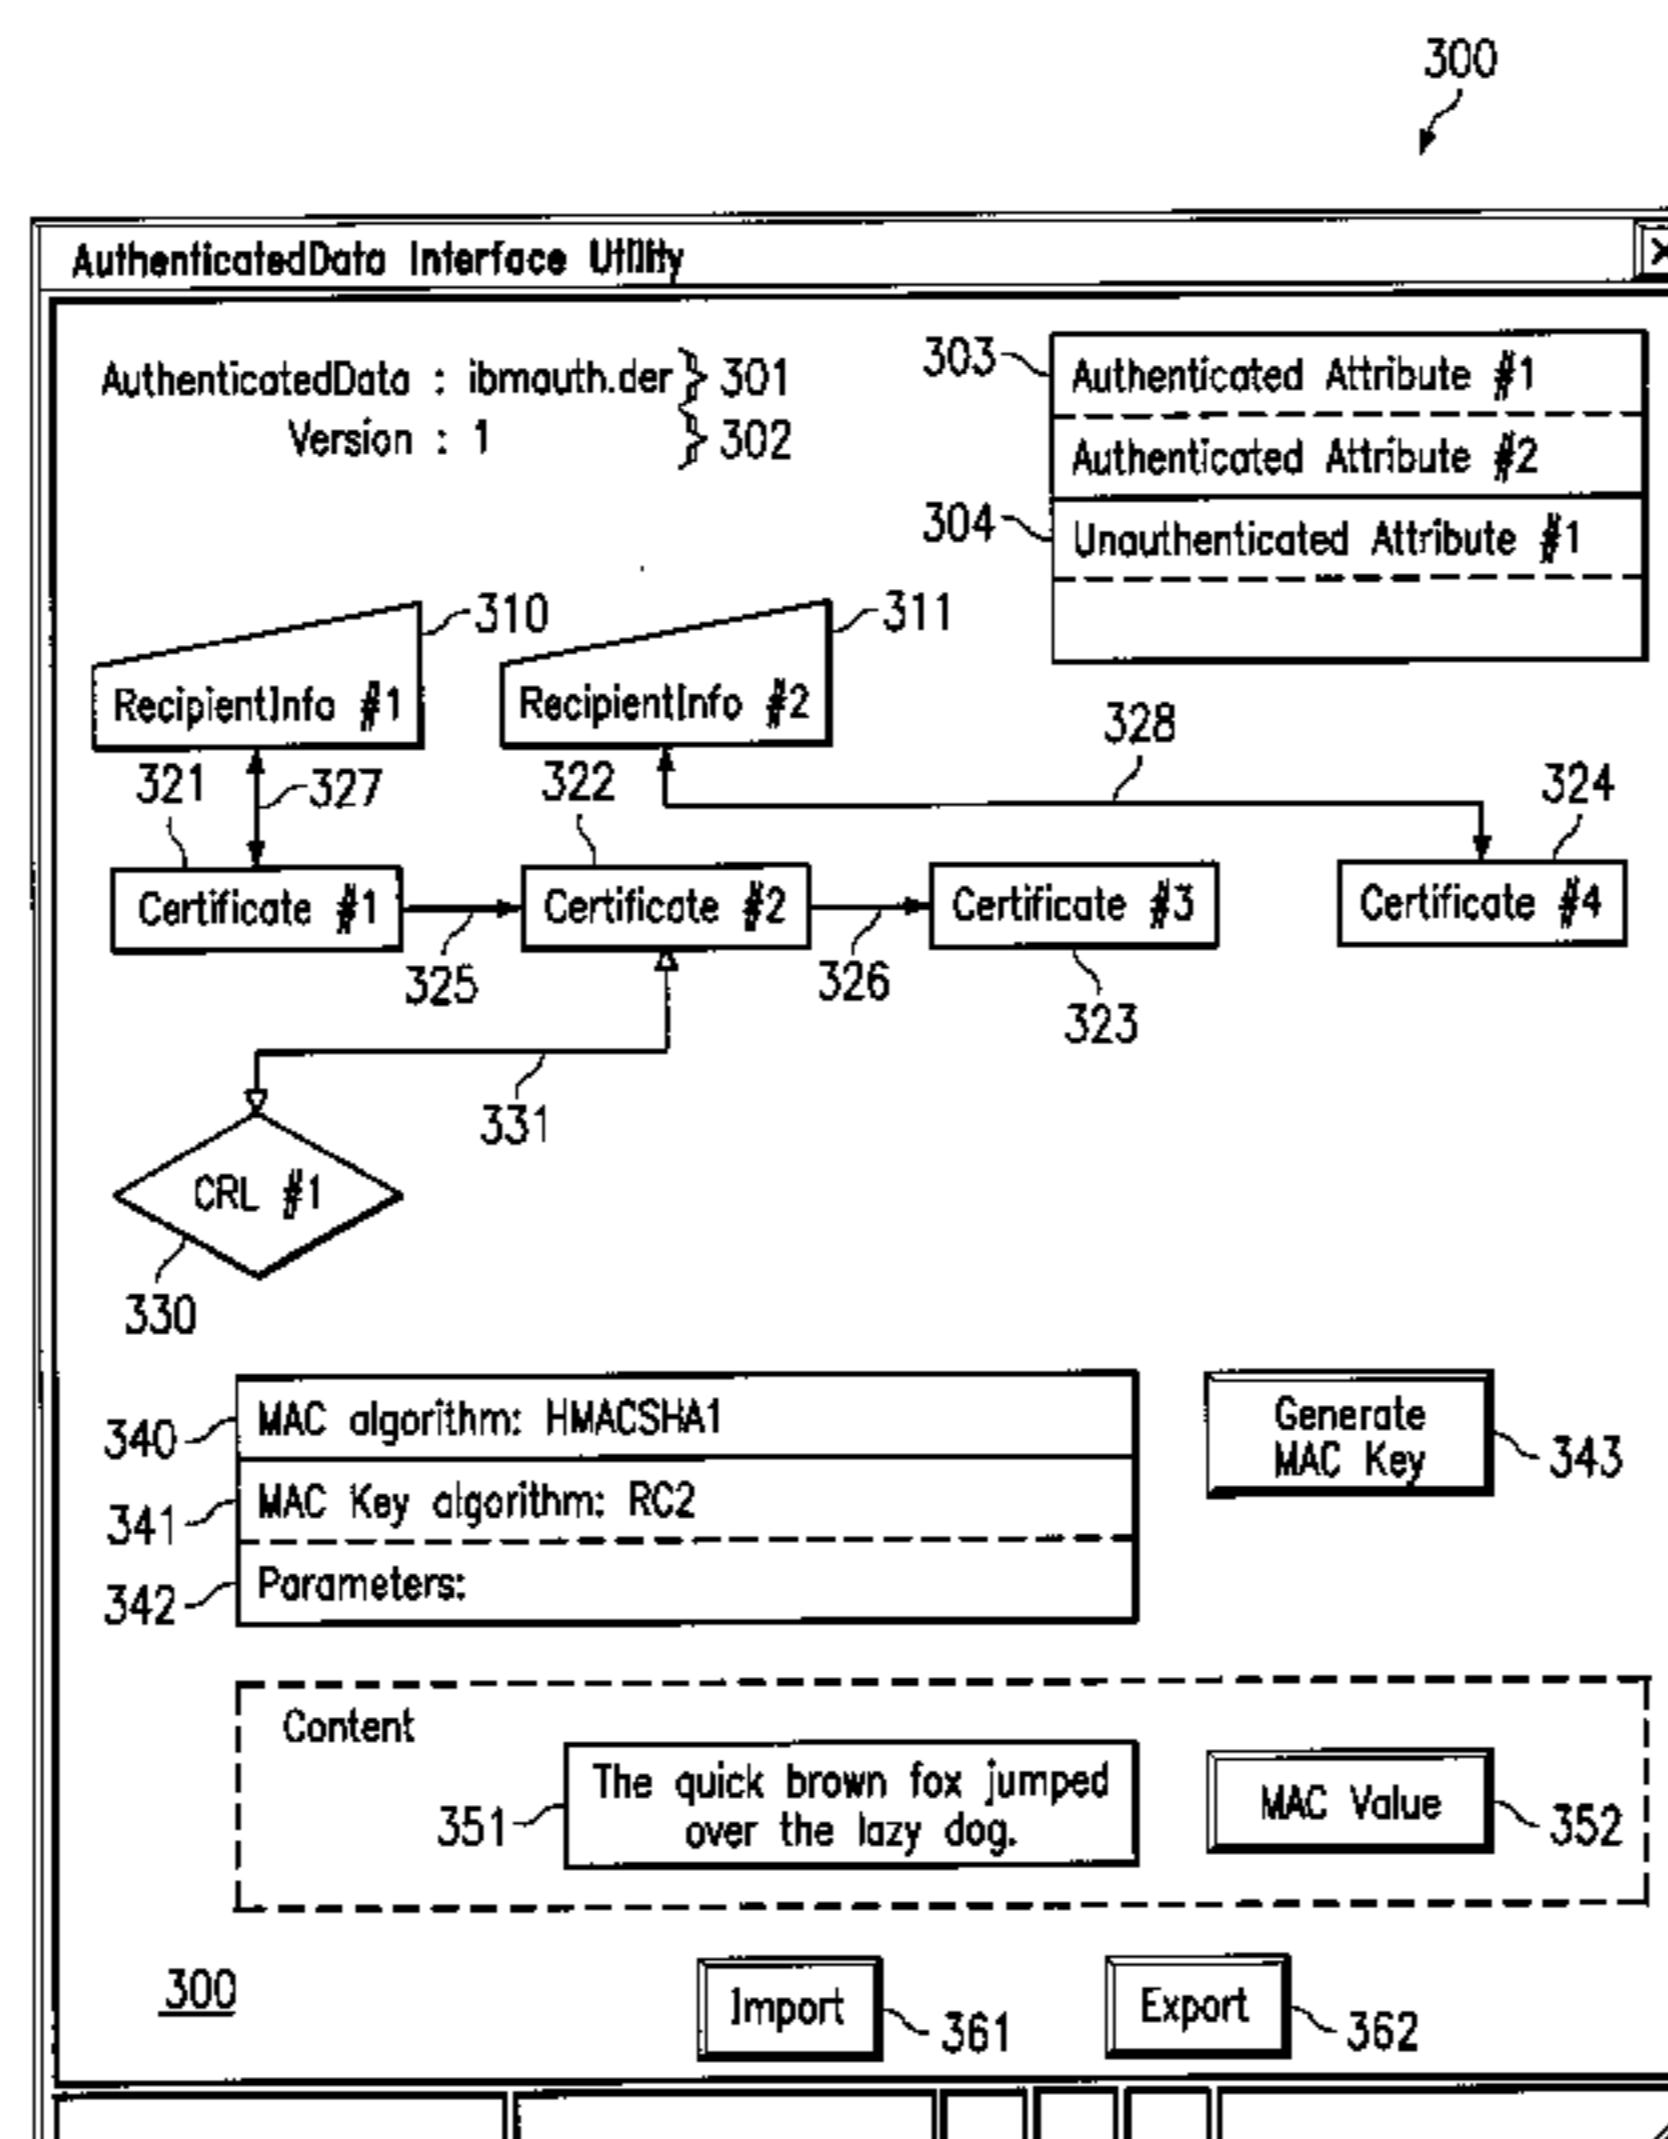 300
AuthenticatedData Interface Utility
X
AuthenticatedData : ibmauth.der 301
Version : 1 302
303 Authenticated Attribute #1
Authenticated Attribute #2
304 Unauthenticated Attribute #1
310
311
RecipientInfo #1
RecipientInfo #2
328
321
327
322
324
Certificate #1
Certificate #2
Certificate #3
Certificate #4
325
326
323
331
CRL #1
330
340 MAC algorithm: HMACSHA1
341 MAC Key algorithm: RC2
342 Parameters:
Generate
MAC Key
343
Content
351
The quick brown fox jumped
over the lazy dog.
MAC Value
352
300
Import
361
Export
362